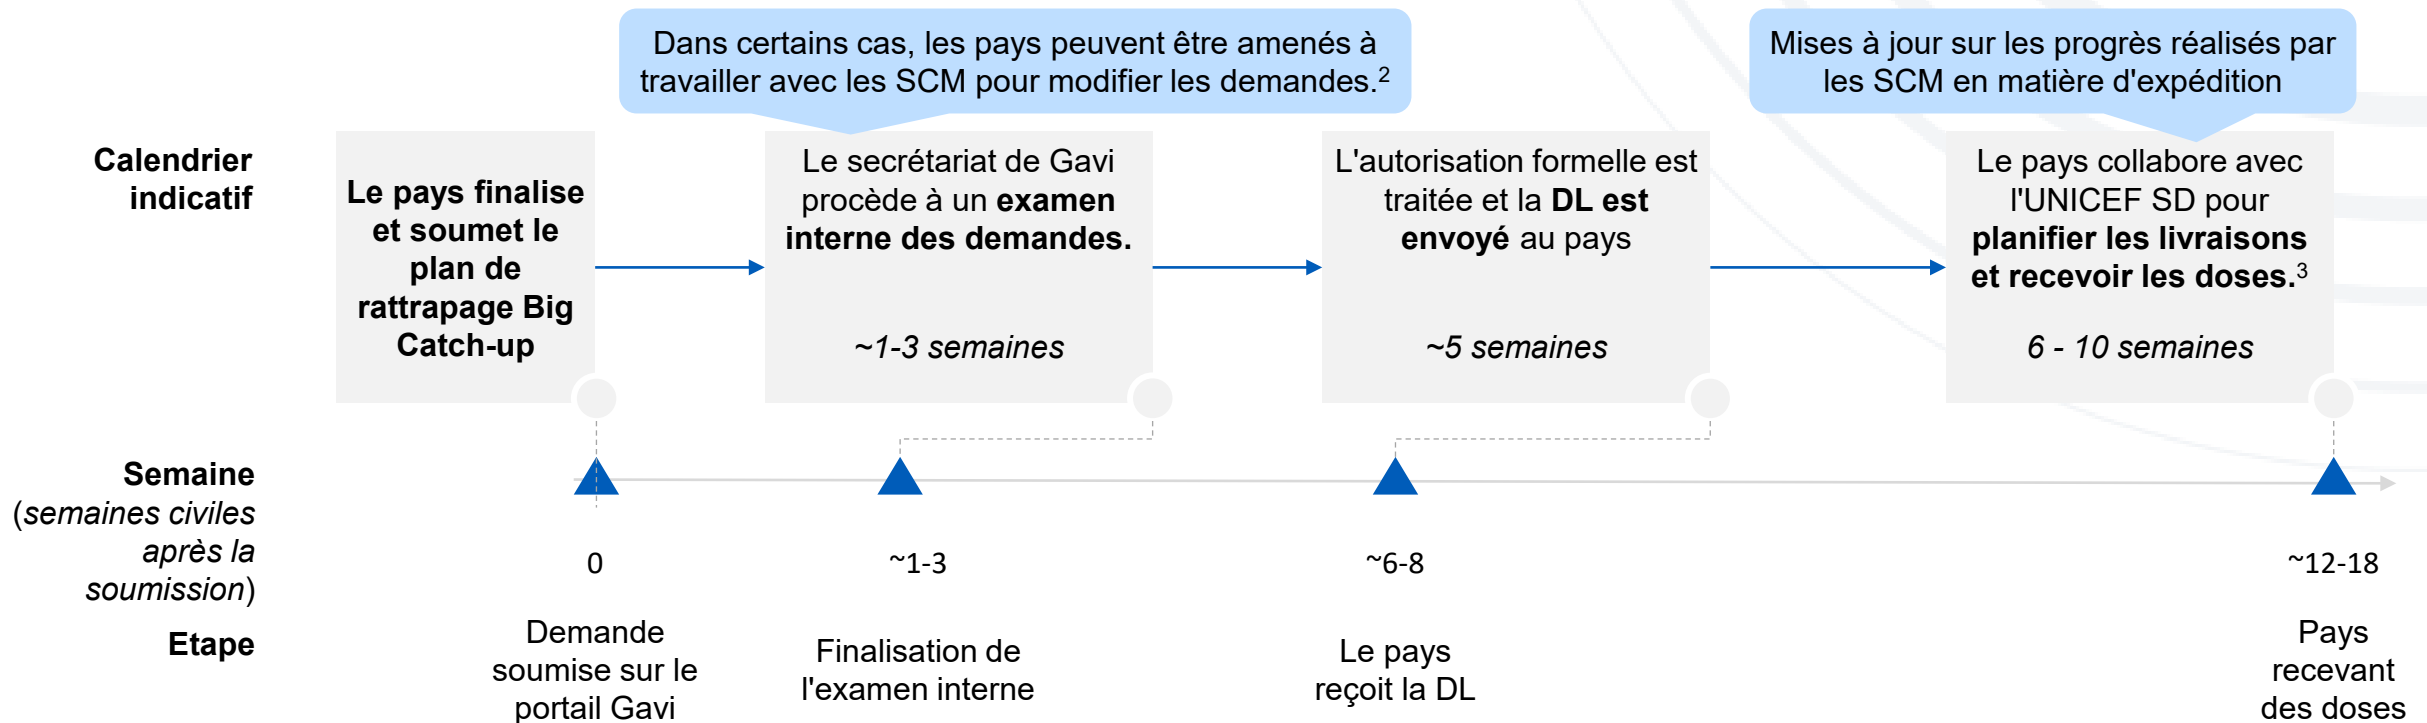 Dans certains cas, les pays peuvent être amenés à
travailler avec les SCM pour modifier les demandes.²
Mises à jour sur les progrès réalisés par
les SCM en matière d'expédition
Calendrier
indicatif
Le pays finalise
et soumet le
plan de
rattrapage Big
Catch-up
Le secrétariat de Gavi
procède à un examen
interne des demandes.
~1-3 semaines
L'autorisation formelle est
traitée et la DL est
envoyé au pays
~5 semaines
Le pays collabore avec
l'UNICEF SD pour
planifier les livraisons
et recevoir les doses.³
6 - 10 semaines
Semaine
(semaines civiles
après la
soumission)
0
~1-3
~6-8
~12-18
Etape
Demande
soumise sur le
portail Gavi
Finalisation de
l'examen interne
Le pays
reçoit la DL
Pays
recevant
des doses